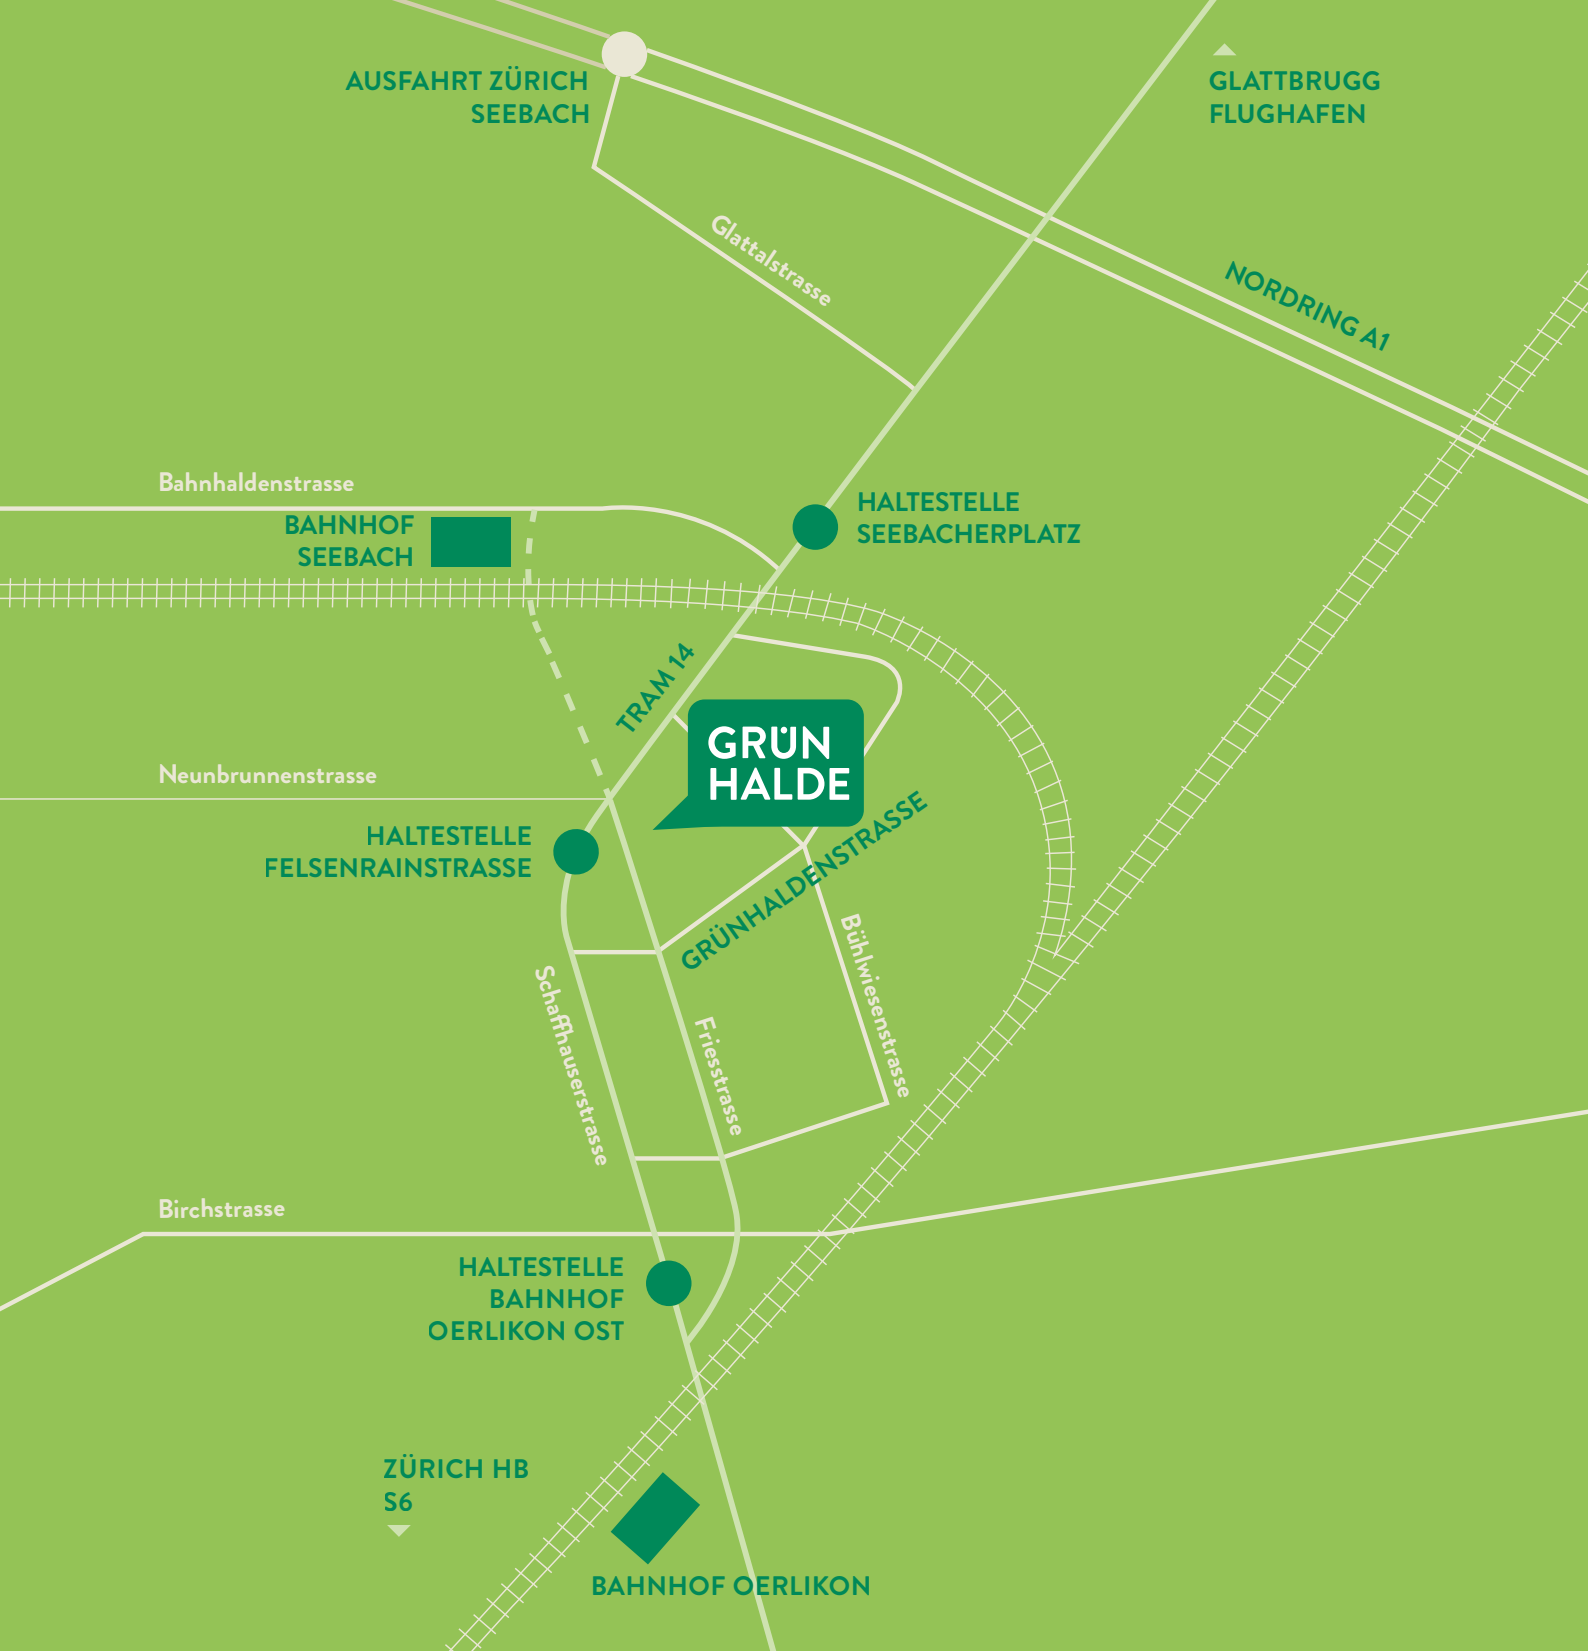 AUSFAHRT ZÜRICH
SEEBACH
GLATTBRUGG
FLUGHAFEN
Glattalstrasse
NORDRING A1
Bahnhaldenstrasse
BAHNHOF
SEEBACH
HALTESTELLE
SEEBACHERPLATZ
TRAM 14
GRÜN
HALDE
Neunbrunnenstrasse
HALTESTELLE
FELSENRAINSTRASSE
GRÜNHALDENSTRASSE
Bühlwiesenstrasse
Schaffhauserstrasse
Friesstrasse
Birchstrasse
HALTESTELLE
BAHNHOF
OERLIKON OST
ZÜRICH HB
S6
BAHNHOF OERLIKON